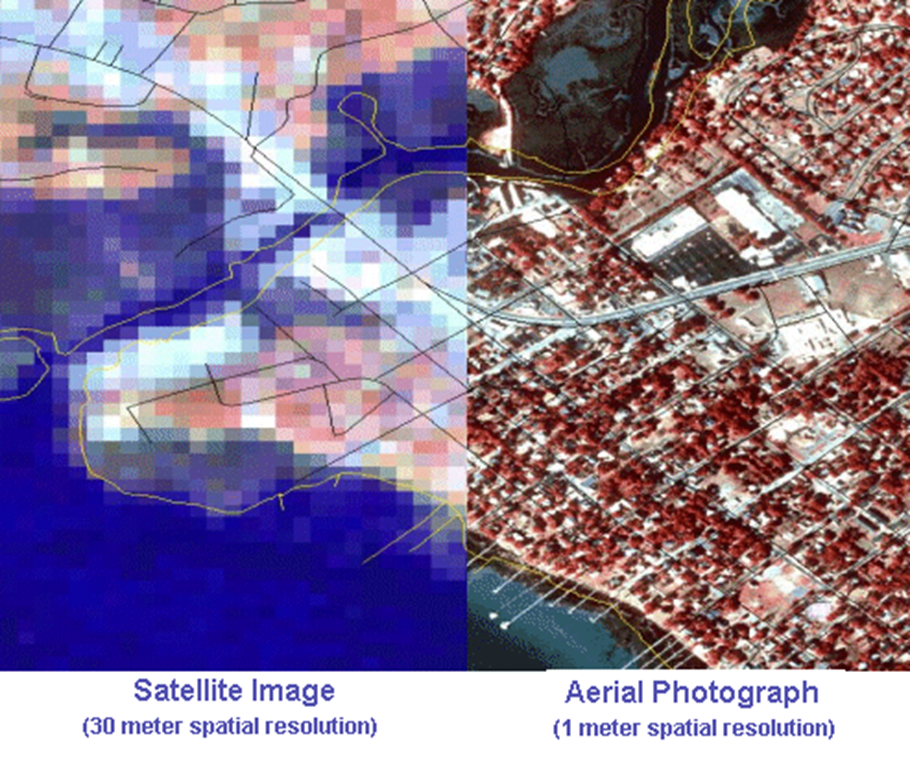 Satellite Image
(30 meter spatial resolution)
Aerial Photograph
(1 meter spatial resolution)